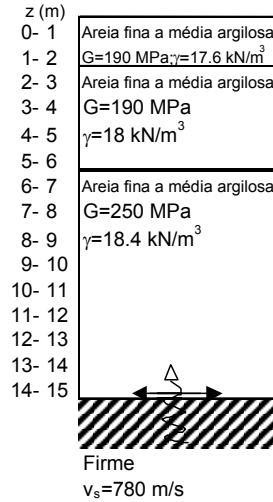 z (m)
0- 1 Areia fina a média argilosa
1- 2 G=190 MPa;γ=17.6 kN/m³
2- 3 Areia fina a média argilosa
3- 4 G=190 MPa
4- 5 γ=18 kN/m³
5- 6
6- 7 Areia fina a média argilosa
7- 8 G=250 MPa
8- 9 γ=18.4 kN/m³
9- 10
10- 11
11- 12
12- 13
13- 14
14- 15
Firme
vs=780 m/s